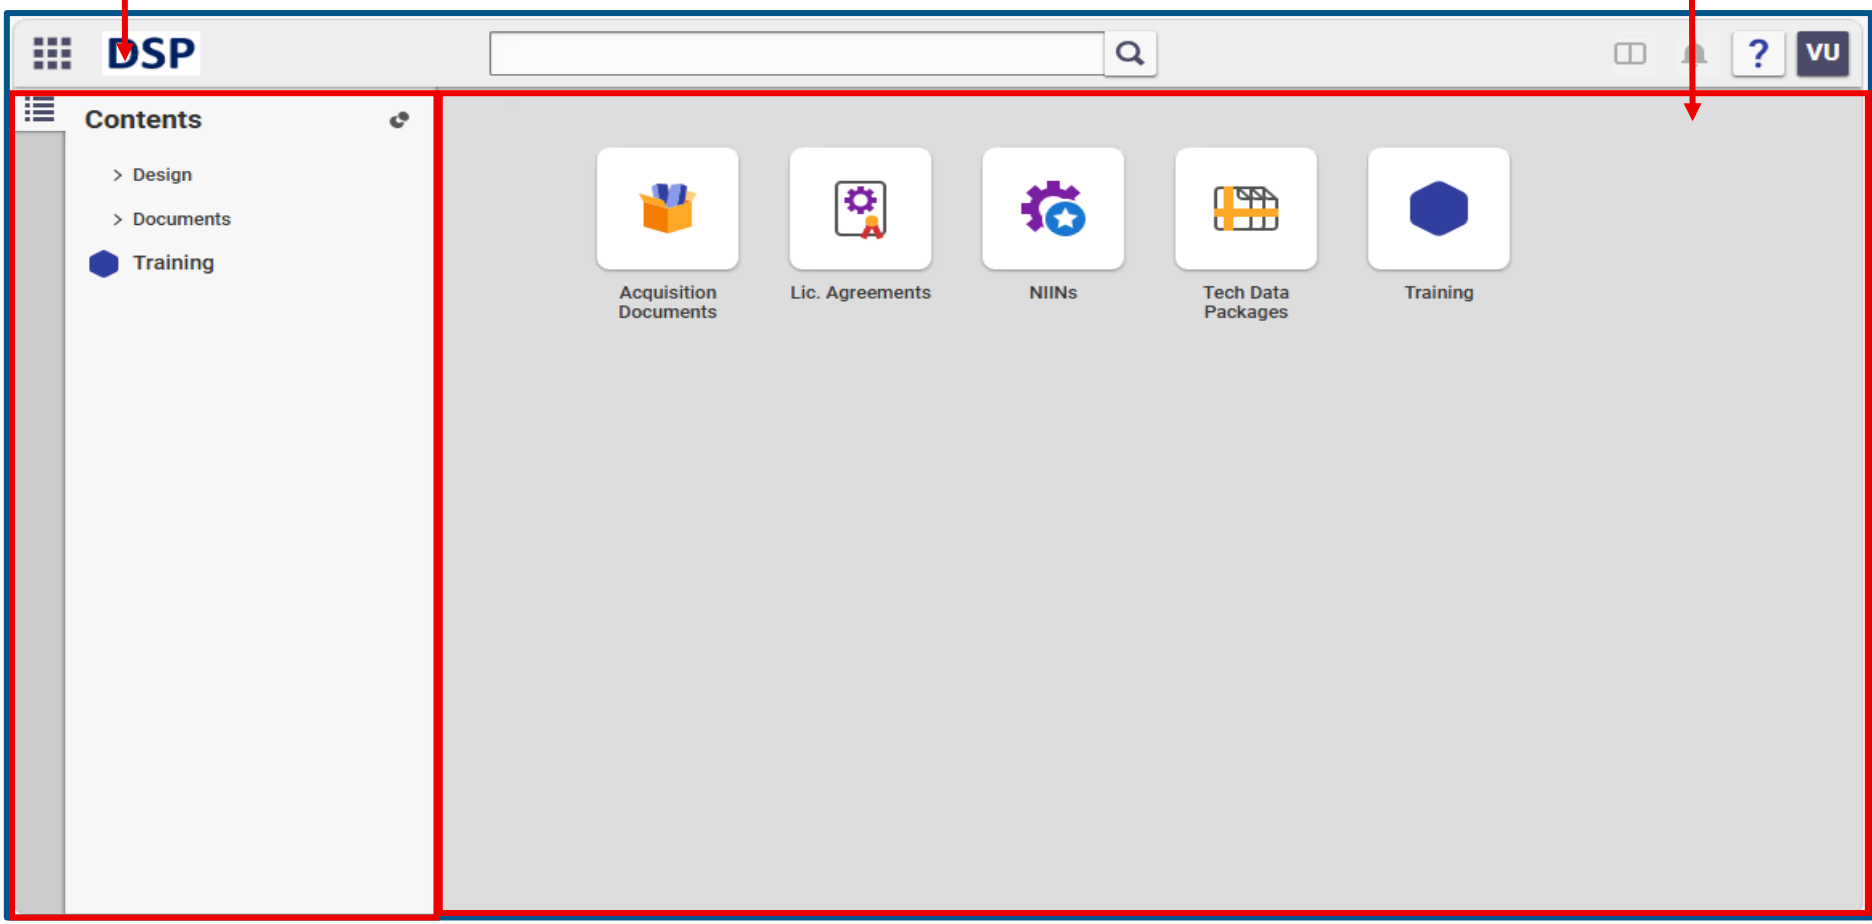 DSP
? VU
Contents
> Design
> Documents
Training
Acquisition
Documents
Lic. Agreements
NIINs
Tech Data
Packages
Training